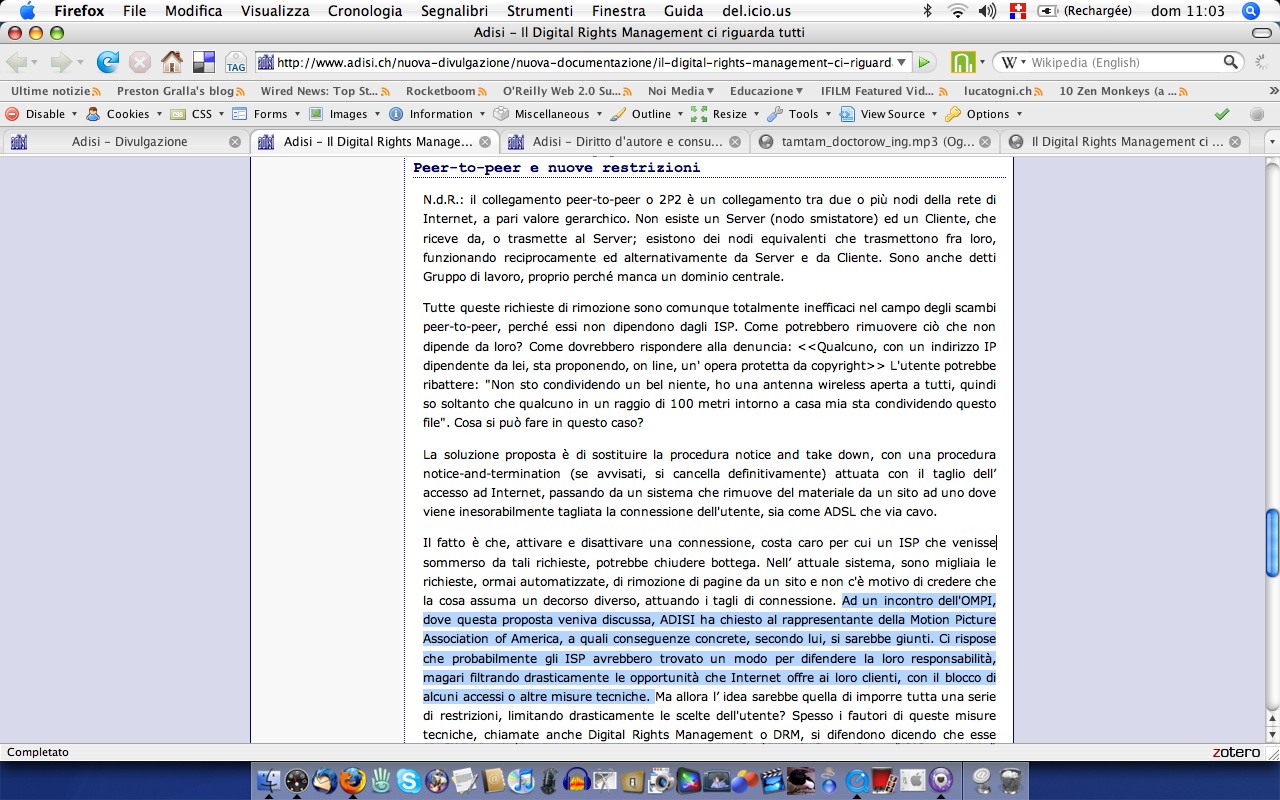 Firefox File Modifica Visualizza Cronologia Segnalibri Strumenti Finestra Guida del.icio.us (Rechargée) dom 11:03
Adisi – Il Digital Rights Management ci riguarda tutti
TAG http://www.adisi.ch/nuova-divulgazione/nuova-documentazione/il-digital-rights-management-ci-riguard W Wikipedia (English)
Ultime notizie Preston Gralla's blog Wired News: Top St... Rocketboom O'Reilly Web 2.0 Su... Noi Media Educazione IFILM Featured Vid... lucatogni.ch 10 Zen Monkeys (a ... »
Disable Cookies CSS Forms Images Information Miscellaneous Outline Resize Tools View Source Options
Adisi – Divulgazione Adisi – Il Digital Rights Manage... Adisi – Diritto d'autore e consu... tamtam_doctorow_ing.mp3 (Og... Il Digital Rights Management ci ...
Peer-to-peer e nuove restrizioni
N.d.R.: il collegamento peer-to-peer o 2P2 è un collegamento tra due o più nodi della rete di
Internet, a pari valore gerarchico. Non esiste un Server (nodo smistatore) ed un Cliente, che
riceve da, o trasmette al Server; esistono dei nodi equivalenti che trasmettono fra loro,
funzionando reciprocamente ed alternativamente da Server e da Cliente. Sono anche detti
Gruppo di lavoro, proprio perché manca un dominio centrale.
Tutte queste richieste di rimozione sono comunque totalmente inefficaci nel campo degli scambi
peer-to-peer, perché essi non dipendono dagli ISP. Come potrebbero rimuovere ciò che non
dipende da loro? Come dovrebbero rispondere alla denuncia: <<Qualcuno, con un indirizzo IP
dipendente da lei, sta proponendo, on line, un' opera protetta da copyright>> L'utente potrebbe
ribattere: "Non sto condividendo un bel niente, ho una antenna wireless aperta a tutti, quindi
so soltanto che qualcuno in un raggio di 100 metri intorno a casa mia sta condividendo questo
file". Cosa si può fare in questo caso?
La soluzione proposta è di sostituire la procedura notice and take down, con una procedura
notice-and-termination (se avvisati, si cancella definitivamente) attuata con il taglio dell’
accesso ad Internet, passando da un sistema che rimuove del materiale da un sito ad uno dove
viene inesorabilmente tagliata la connessione dell'utente, sia come ADSL che via cavo.
Il fatto è che, attivare e disattivare una connessione, costa caro per cui un ISP che venisse
sommerso da tali richieste, potrebbe chiudere bottega. Nell’ attuale sistema, sono migliaia le
richieste, ormai automatizzate, di rimozione di pagine da un sito e non c'è motivo di credere che
la cosa assuma un decorso diverso, attuando i tagli di connessione. Ad un incontro dell'OMPI,
dove questa proposta veniva discussa, ADISI ha chiesto al rappresentante della Motion Picture
Association of America, a quali conseguenze concrete, secondo lui, si sarebbe giunti. Ci rispose
che probabilmente gli ISP avrebbero trovato un modo per difendere la loro responsabilità,
magari filtrando drasticamente le opportunità che Internet offre ai loro clienti, con il blocco di
alcuni accessi o altre misure tecniche. Ma allora l’ idea sarebbe quella di imporre tutta una serie
di restrizioni, limitando drasticamente le scelte dell'utente? Spesso i fautori di queste misure
tecniche, chiamate anche Digital Rights Management o DRM, si difendono dicendo che esse
Completato zotero